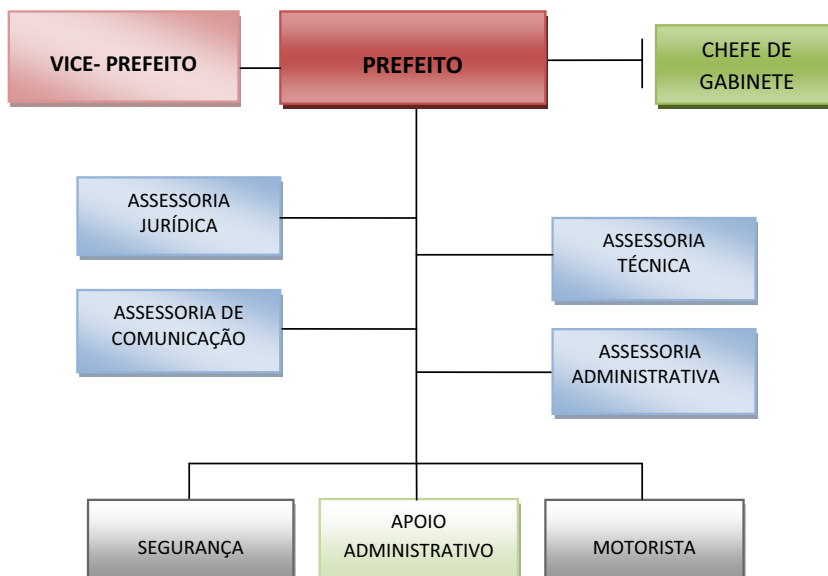 VICE- PREFEITO
PREFEITO
CHEFE DE
GABINETE
ASSESSORIA
JURÍDICA
ASSESSORIA
TÉCNICA
ASSESSORIA DE
COMUNICAÇÃO
ASSESSORIA
ADMINISTRATIVA
SEGURANÇA
APOIO
ADMINISTRATIVO
MOTORISTA